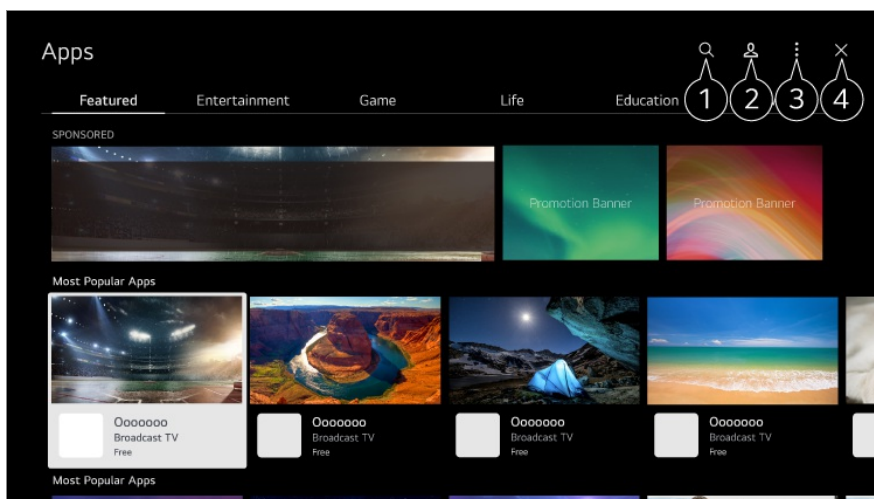 Apps
1 2 3 4
Featured Entertainment Game Life Education
SPONSORED
Promotion Banner Promotion Banner
Most Popular Apps
Ooooooo Ooooooo Ooooooo Ooooooo
Broadcast TV Broadcast TV Broadcast TV Broadcast TV
Free Free Free Free
Most Popular Apps